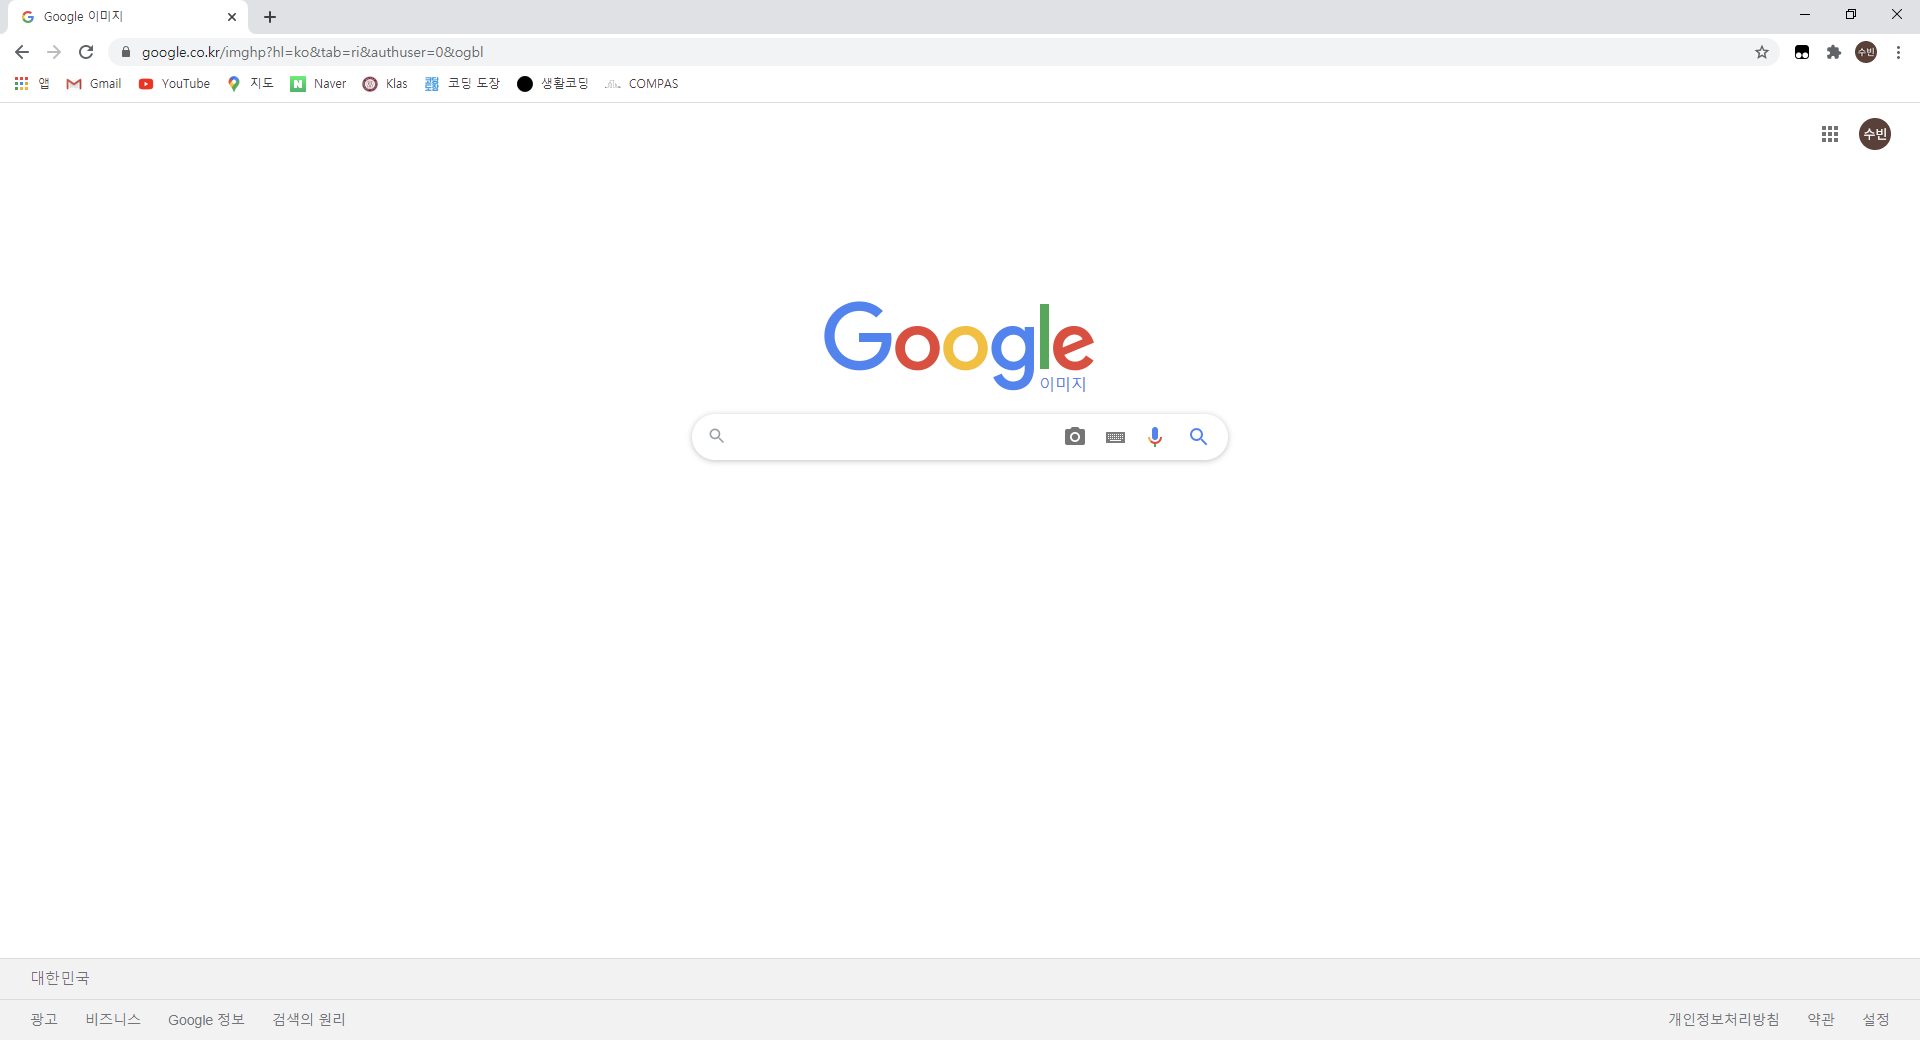 Google 이미지
google.co.kr/imghp?hl=ko&tab=ri&authuser=0&ogbl
수빈
앱 Gmail YouTube 지도 Naver Klas 코딩 도장 생활코딩 COMPAS
수빈
Google
이미지
대한민국
광고 비즈니스 Google 정보 검색의 원리 개인정보처리방침 약관 설정